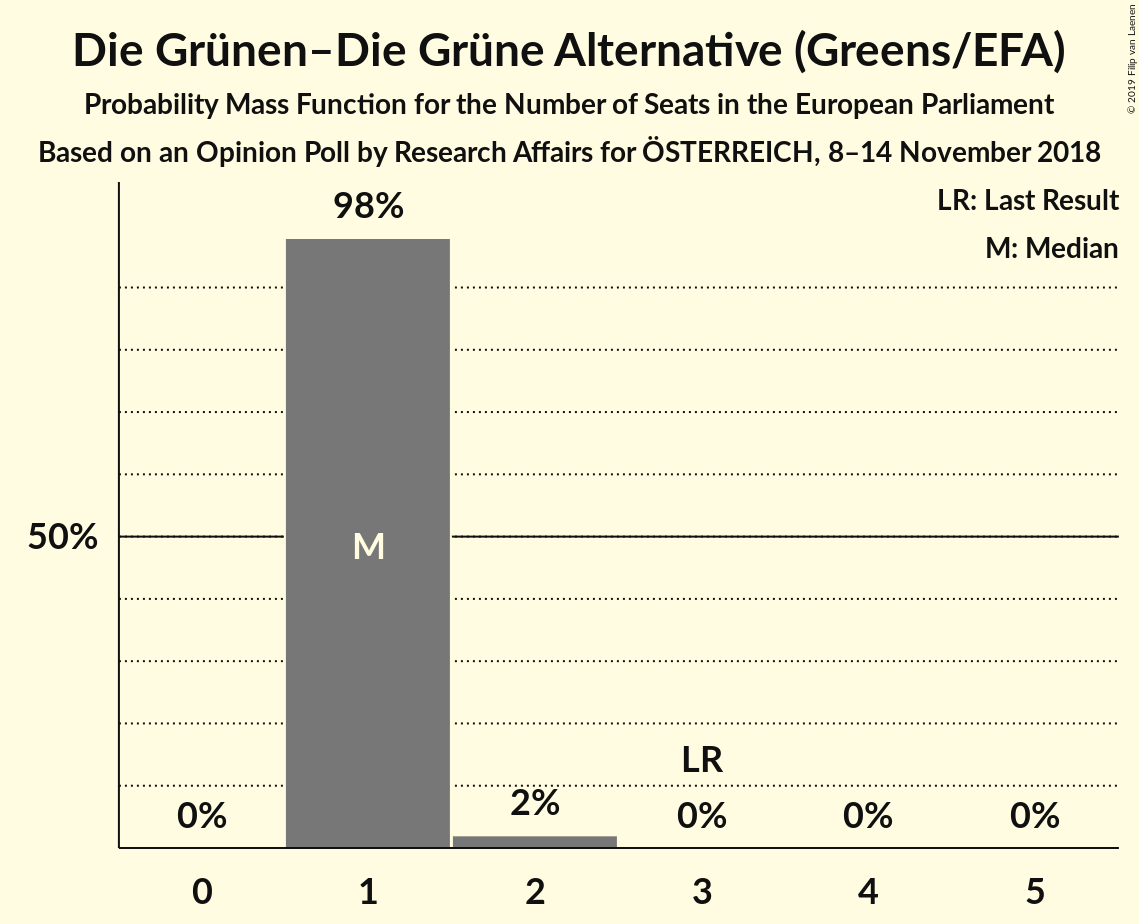 Die Grünen–Die Grüne Alternative (Greens/EFA)
Probability Mass Function for the Number of Seats in the European Parliament
Based on an Opinion Poll by Research Affairs for ÖSTERREICH, 8–14 November 2018
© 2019 Filip van Laenen
LR: Last Result
M: Median
98%
50%
M
LR
0%
2%
0%
0%
0%
0
1
2
3
4
5